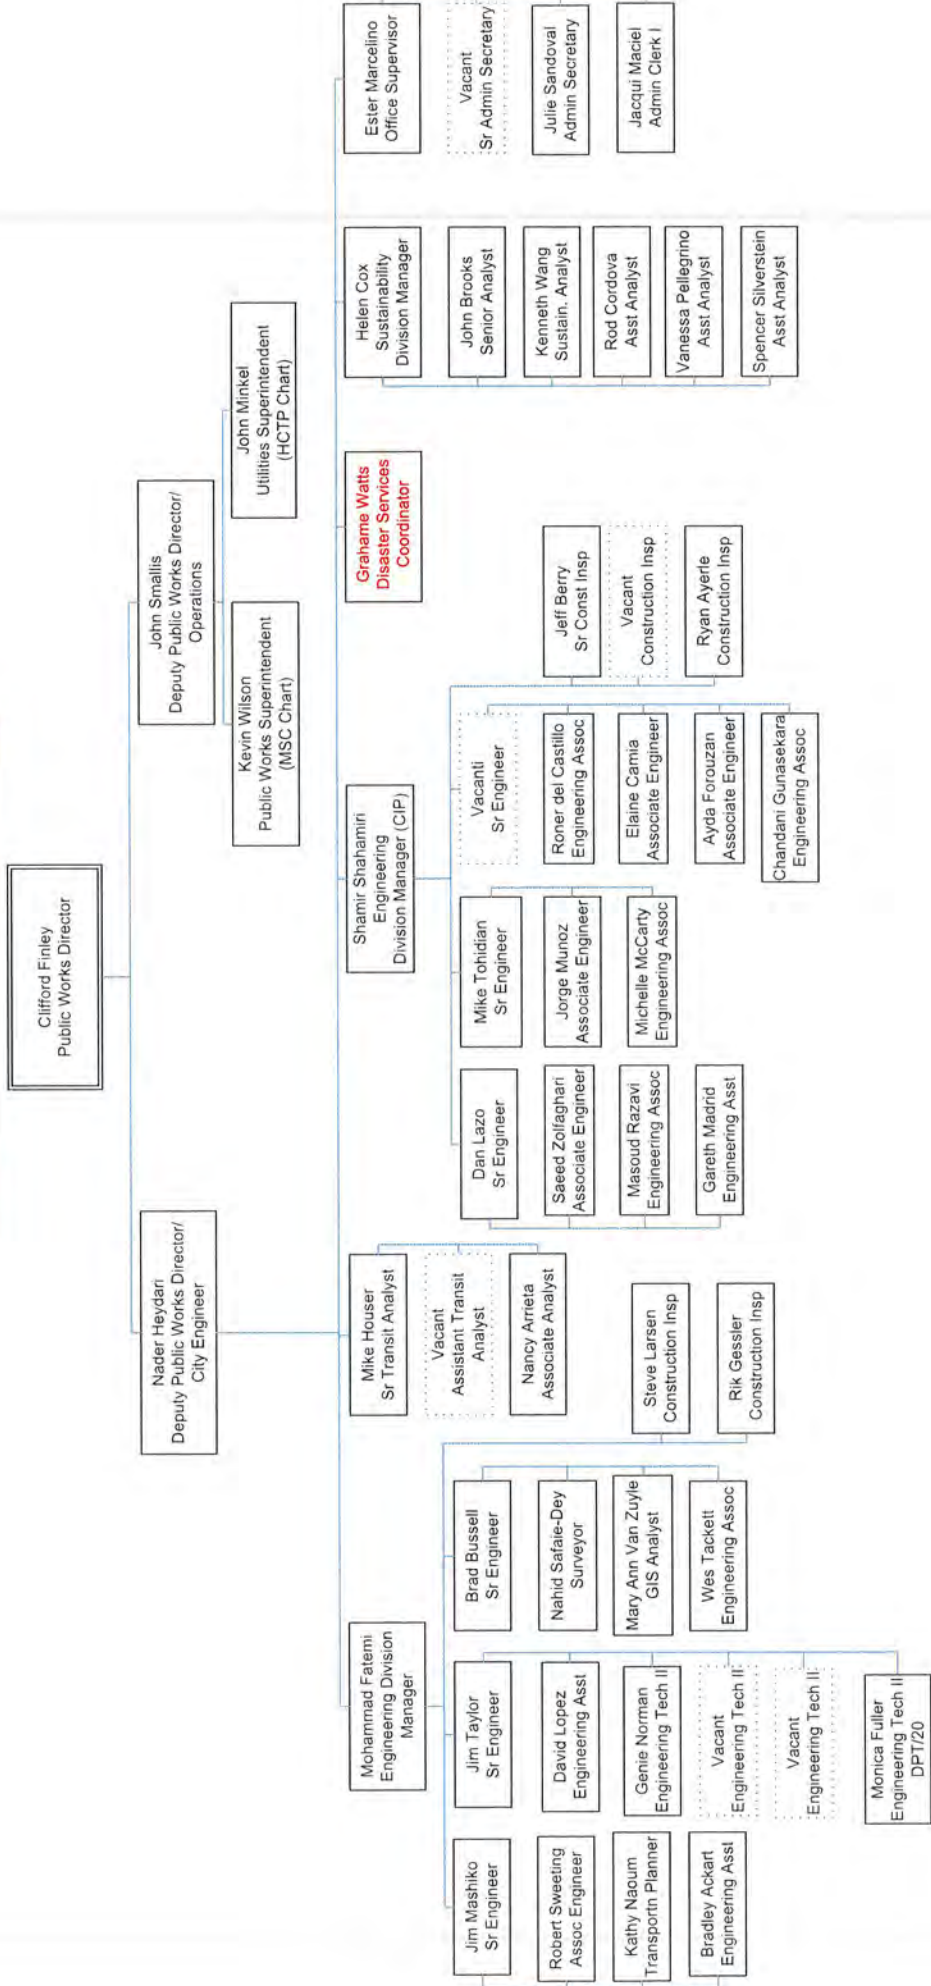 Clifford Finley
Public Works Director
Nader Heydari
Deputy Public Works Director/
City Engineer
John Smallis
Deputy Public Works Director/
Operations
Kevin Wilson
Public Works Superintendent
(MSC Chart)
John Minkel
Utilities Superintendent
(HCTP Chart)
Mohammad Fatemi
Engineering Division
Manager
Jim Mashiko
Sr Engineer
Robert Sweeting
Assoc Engineer
Kathy Naoum
Transportn Planner
Bradley Ackart
Engineering Asst
Jim Taylor
Sr Engineer
David Lopez
Engineering Asst
Genie Norman
Engineering Tech II
Vacant
Engineering Tech II
Vacant
Engineering Tech II
Monica Fuller
Engineering Tech II
DPT/20
Brad Bussell
Sr Engineer
Nahid Safaie-Dey
Surveyor
Mary Ann Van Zuyle
GIS Analyst
Wes Tackett
Engineering Assoc
Steve Larsen
Construction Insp
Rik Gessler
Construction Insp
Mike Houser
Sr Transit Analyst
Vacant
Assistant Transit
Analyst
Nancy Arrieta
Associate Analyst
Shamir Shahamiri
Engineering
Division Manager (CIP)
Dan Lazo
Sr Engineer
Saeed Zolfaghari
Associate Engineer
Masoud Razavi
Engineering Assoc
Gareth Madrid
Engineering Asst
Mike Tohidian
Sr Engineer
Jorge Munoz
Associate Engineer
Michelle McCarty
Engineering Assoc
Vacanti
Sr Engineer
Roner del Castillo
Engineering Assoc
Elaine Camia
Associate Engineer
Ayda Forouzan
Associate Engineer
Chandani Gunasekara
Engineering Assoc
Jeff Berry
Sr Const Insp
Vacant
Construction Insp
Ryan Ayerle
Construction Insp
Grahame Watts
Disaster Services
Coordinator
Helen Cox
Sustainability
Division Manager
John Brooks
Senior Analyst
Kenneth Wang
Sustain. Analyst
Rod Cordova
Asst Analyst
Vanessa Pellegrino
Asst Analyst
Spencer Silverstein
Asst Analyst
Ester Marcelino
Office Supervisor
Vacant
Sr Admin Secretary
Julie Sandoval
Admin Secretary
Jacqui Maciel
Admin Clerk I